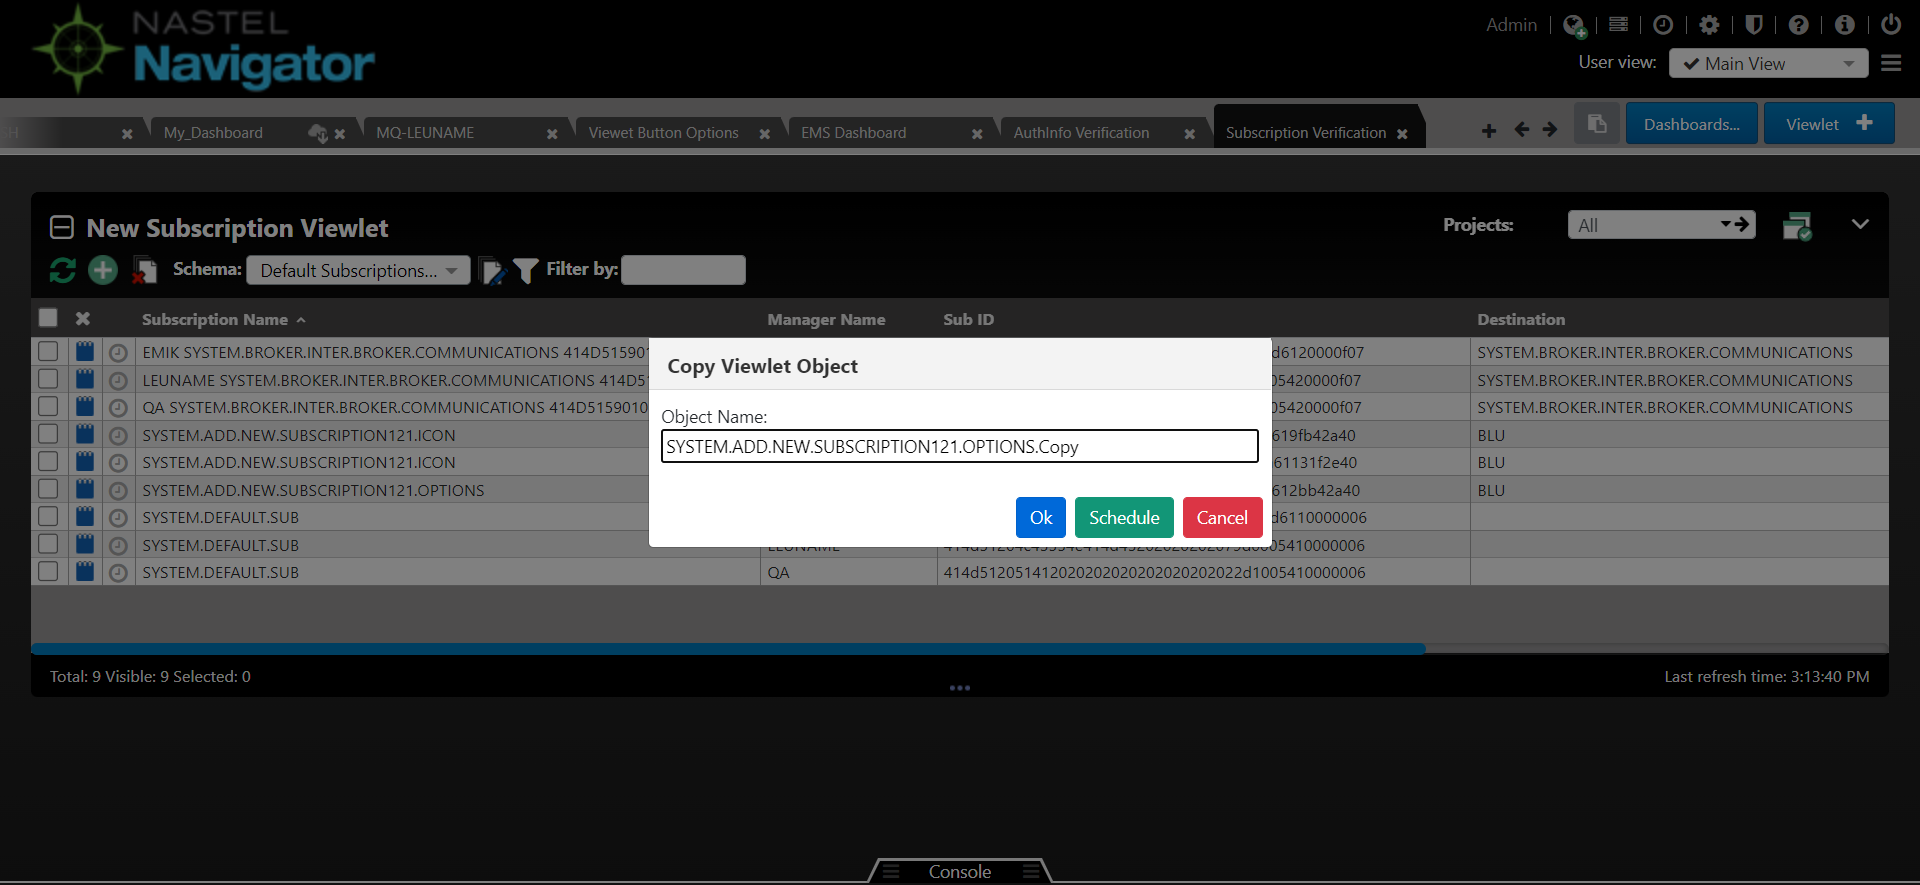 NASTEL
Navigator
Admin
User view:
Main View
SH
My_Dashboard
MQ-LEUNAME
Viewet Button Options
EMS Dashboard
AuthInfo Verification
Subscription Verification
Dashboards...
Viewlet
New Subscription Viewlet
Projects:
All
Schema:
Default Subscriptions...
Filter by:
Subscription Name
Manager Name
Sub ID
Destination
EMIK SYSTEM.BROKER.INTER.BROKER.COMMUNICATIONS 414D515901
d6120000f07
SYSTEM.BROKER.INTER.BROKER.COMMUNICATIONS
LEUNAME SYSTEM.BROKER.INTER.BROKER.COMMUNICATIONS 414D5
05420000f07
SYSTEM.BROKER.INTER.BROKER.COMMUNICATIONS
QA SYSTEM.BROKER.INTER.BROKER.COMMUNICATIONS 414D5159010
05420000f07
SYSTEM.BROKER.INTER.BROKER.COMMUNICATIONS
SYSTEM.ADD.NEW.SUBSCRIPTION121.ICON
619fb42a40
BLU
SYSTEM.ADD.NEW.SUBSCRIPTION121.ICON
61131f2e40
BLU
SYSTEM.ADD.NEW.SUBSCRIPTION121.OPTIONS
612bb42a40
BLU
SYSTEM.DEFAULT.SUB
d6110000006
SYSTEM.DEFAULT.SUB
LEUNAME
SYSTEM.DEFAULT.SUB
QA
414d51205141202020202020202020202022d1005410000006
Copy Viewlet Object
Object Name:
SYSTEM.ADD.NEW.SUBSCRIPTION121.OPTIONS.Copy
Ok
Schedule
Cancel
Total: 9 Visible: 9 Selected: 0
Last refresh time: 3:13:40 PM
Console